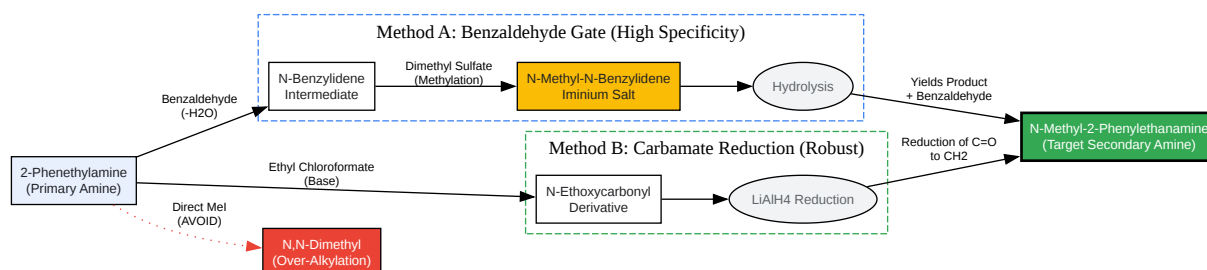 Method A: Benzaldehyde Gate (High Specificity)
N-Benzylidene
Intermediate
Dimethyl Sulfate
(Methylation)
N-Methyl-N-Benzylidene
Iminium Salt
Hydrolysis
Benzaldehyde
(-H2O)
Yields Product
+ Benzaldehyde
N-Methyl-2-Phenylethanamine
(Target Secondary Amine)
Method B: Carbamate Reduction (Robust)
Reduction of C=O
to CH2
2-Phenethylamine
(Primary Amine)
Ethyl Chloroformate
(Base)
N-Ethoxycarbonyl
Derivative
LiAlH4 Reduction
Direct MeI
(AVOID)
N,N-Dimethyl
(Over-Alkylation)